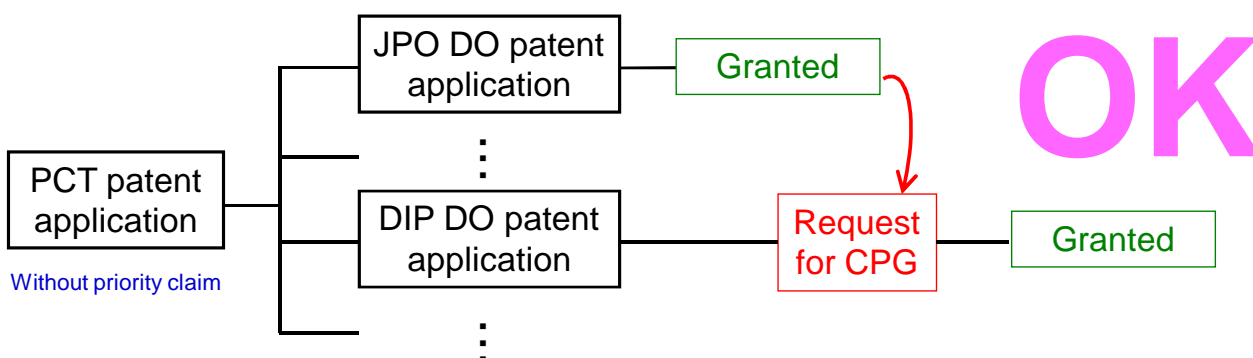 JPO DO patent
application
Granted
OK
PCT patent
application
Without priority claim
DIP DO patent
application
Request
for CPG
Granted